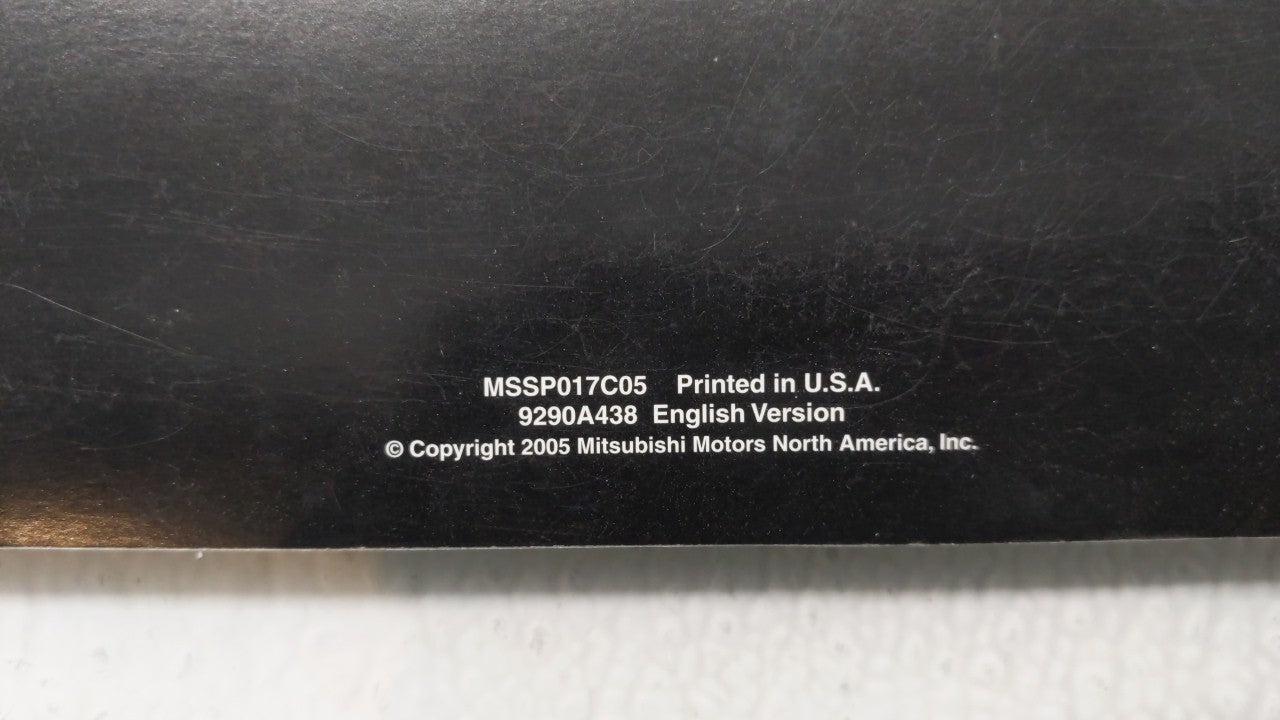 MSSP017C05 Printed in U.S.A.
9290A438 English Version
© Copyright 2005 Mitsubishi Motors North America, Inc.